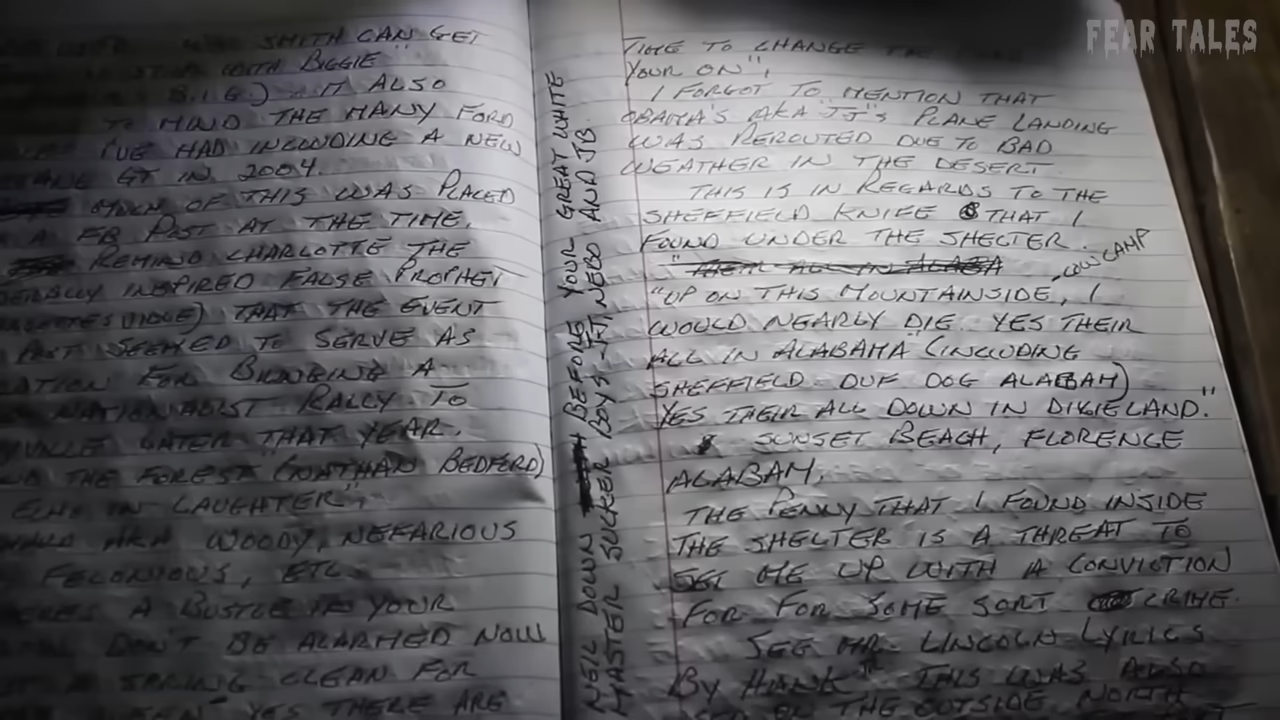 FEAR TALES
SMITH CAN GET
WITH BIGGIE"
B.I.G.) IT ALSO
TO MIND THE MANY FORD
I'VE HAD INCLUDING A NEW
GT IN 2004.
MUCH OF THIS WAS PLACED
A FB POST AT THE TIME.
REMIND CHARLOTTE THE
INSPIRED FALSE PROPHET
THAT THE EVENT
PAST SEEMED TO SERVE AS
FOR BRINGING A
NATIONALIST RALLY TO
LATER THAT YEAR.
THE FOREST (NATHAN BEDFORD)
ECHO IN LAUGHTER",
AKA WOODY, NEFARIOUS
FELONIOUS, ETC
A BUSTLE IN YOUR
DON'T BE ALARMED NOW
A SPRING CLEAN FOR
YES THERE ARE
NEIL DOWN BEFORE YOUR GREAT WHITE
MASTER SUCKER BOYS - JJ, NEBO AND JB
TIME TO CHANGE THE
YOUR ON",
I FORGOT TO MENTION THAT
OBAMA'S AKA "JJ"'S PLANE LANDING
WAS REROUTED DUE TO BAD
WEATHER IN THE DESERT.
THIS IS IN REGARDS TO THE
SHEFFIELD KNIFE THAT I
FOUND UNDER THE SHELTER.
"UP ON THIS MOUNTAINSIDE, I
COW CAMP
WOULD NEARLY DIE YES THEIR
ALL IN ALABAMA (INCLUDING
SHEFFIELD DUF DOG ALABAH)
YES THEIR ALL DOWN IN DIXIELAND."
SUNSET BEACH, FLORENCE
ALABAM.
THE PENNY THAT I FOUND INSIDE
THE SHELTER IS A THREAT TO
SET ME UP WITH A CONVICTION
FOR FOR SOME SORT CRIME.
SEE MR. LINCOLN LYRICS
BY HANK THIS WAS ALSO
THE OUTSIDE NORTH